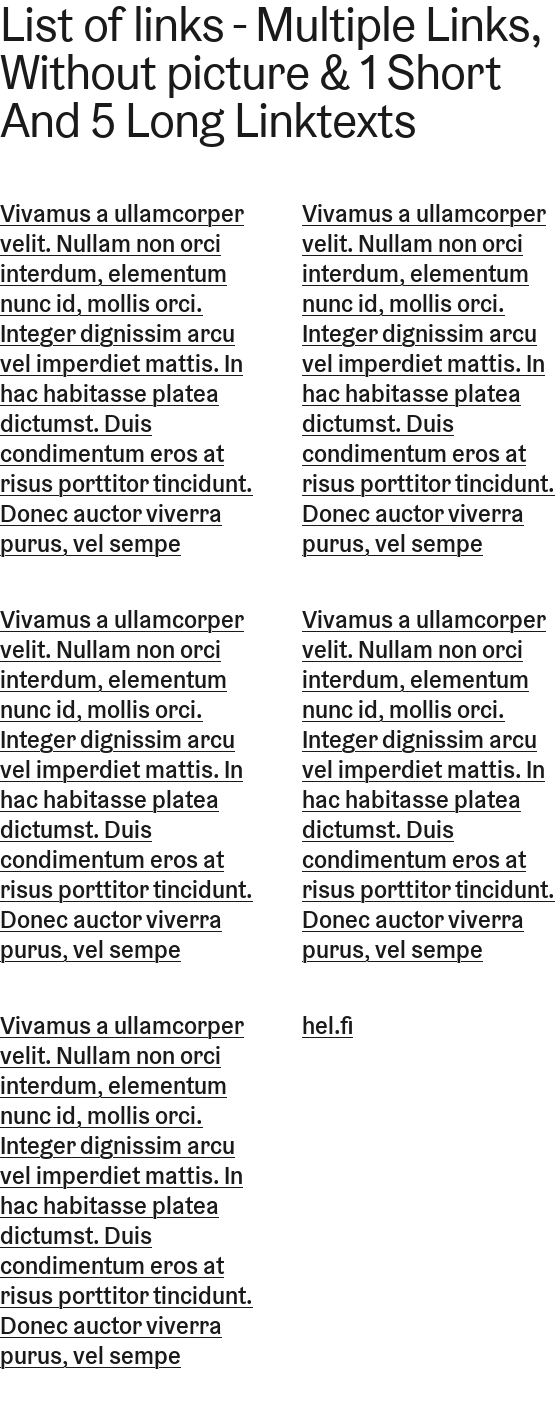 List of links - Multiple Links,
Without picture & 1 Short
And 5 Long Linktexts
Vivamus a ullamcorper
velit. Nullam non orci
interdum, elementum
nunc id, mollis orci.
Integer dignissim arcu
vel imperdiet mattis. In
hac habitasse platea
dictumst. Duis
condimentum eros at
risus porttitor tincidunt.
Donec auctor viverra
purus, vel sempe
Vivamus a ullamcorper
velit. Nullam non orci
interdum, elementum
nunc id, mollis orci.
Integer dignissim arcu
vel imperdiet mattis. In
hac habitasse platea
dictumst. Duis
condimentum eros at
risus porttitor tincidunt.
Donec auctor viverra
purus, vel sempe
Vivamus a ullamcorper
velit. Nullam non orci
interdum, elementum
nunc id, mollis orci.
Integer dignissim arcu
vel imperdiet mattis. In
hac habitasse platea
dictumst. Duis
condimentum eros at
risus porttitor tincidunt.
Donec auctor viverra
purus, vel sempe
Vivamus a ullamcorper
velit. Nullam non orci
interdum, elementum
nunc id, mollis orci.
Integer dignissim arcu
vel imperdiet mattis. In
hac habitasse platea
dictumst. Duis
condimentum eros at
risus porttitor tincidunt.
Donec auctor viverra
purus, vel sempe
Vivamus a ullamcorper
velit. Nullam non orci
interdum, elementum
nunc id, mollis orci.
Integer dignissim arcu
vel imperdiet mattis. In
hac habitasse platea
dictumst. Duis
condimentum eros at
risus porttitor tincidunt.
Donec auctor viverra
purus, vel sempe
hel.fi